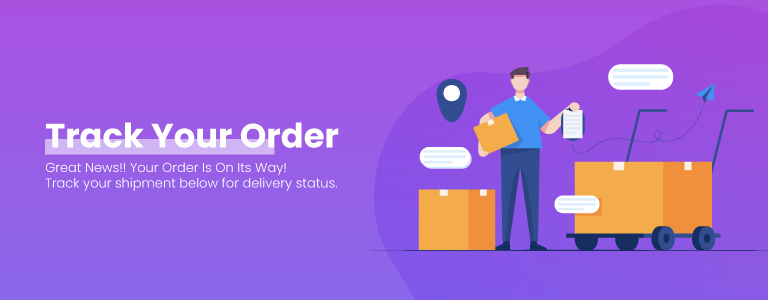 Track Your Order
Great News!! Your Order Is On Its Way!
Track your shipment below for delivery status.